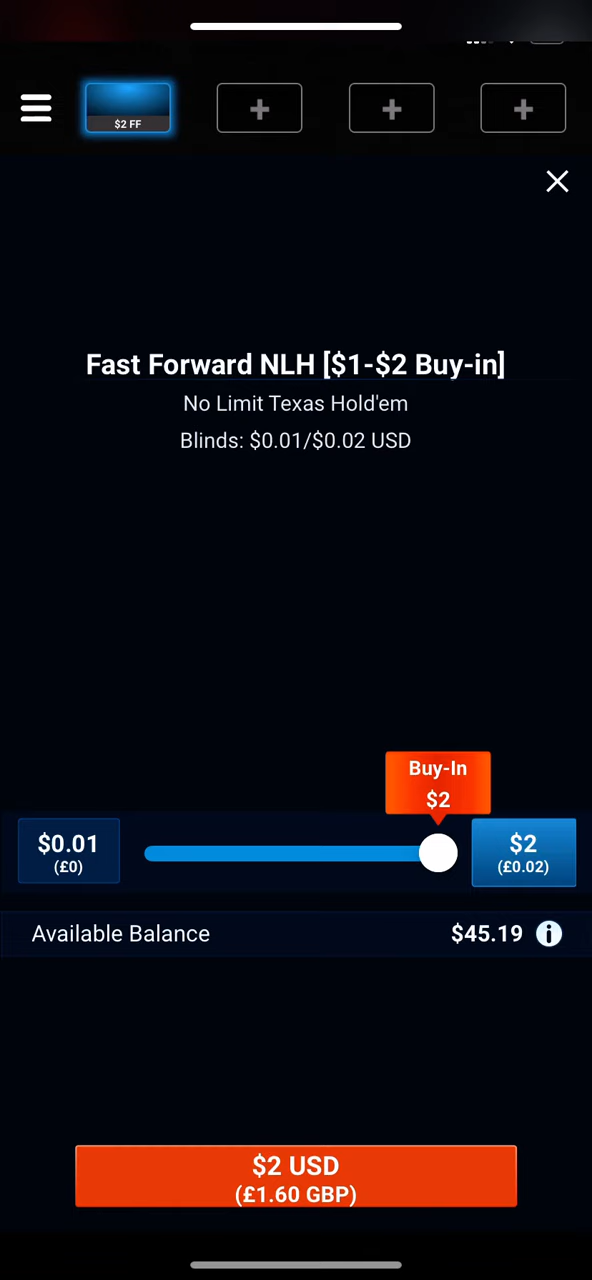 $2 FF
Fast Forward NLH [$1-$2 Buy-in]
No Limit Texas Hold'em
Blinds: $0.01/$0.02 USD
Buy-In
$2
$0.01
(£0)
$2
(£0.02)
Available Balance $45.19
$2 USD
(£1.60 GBP)